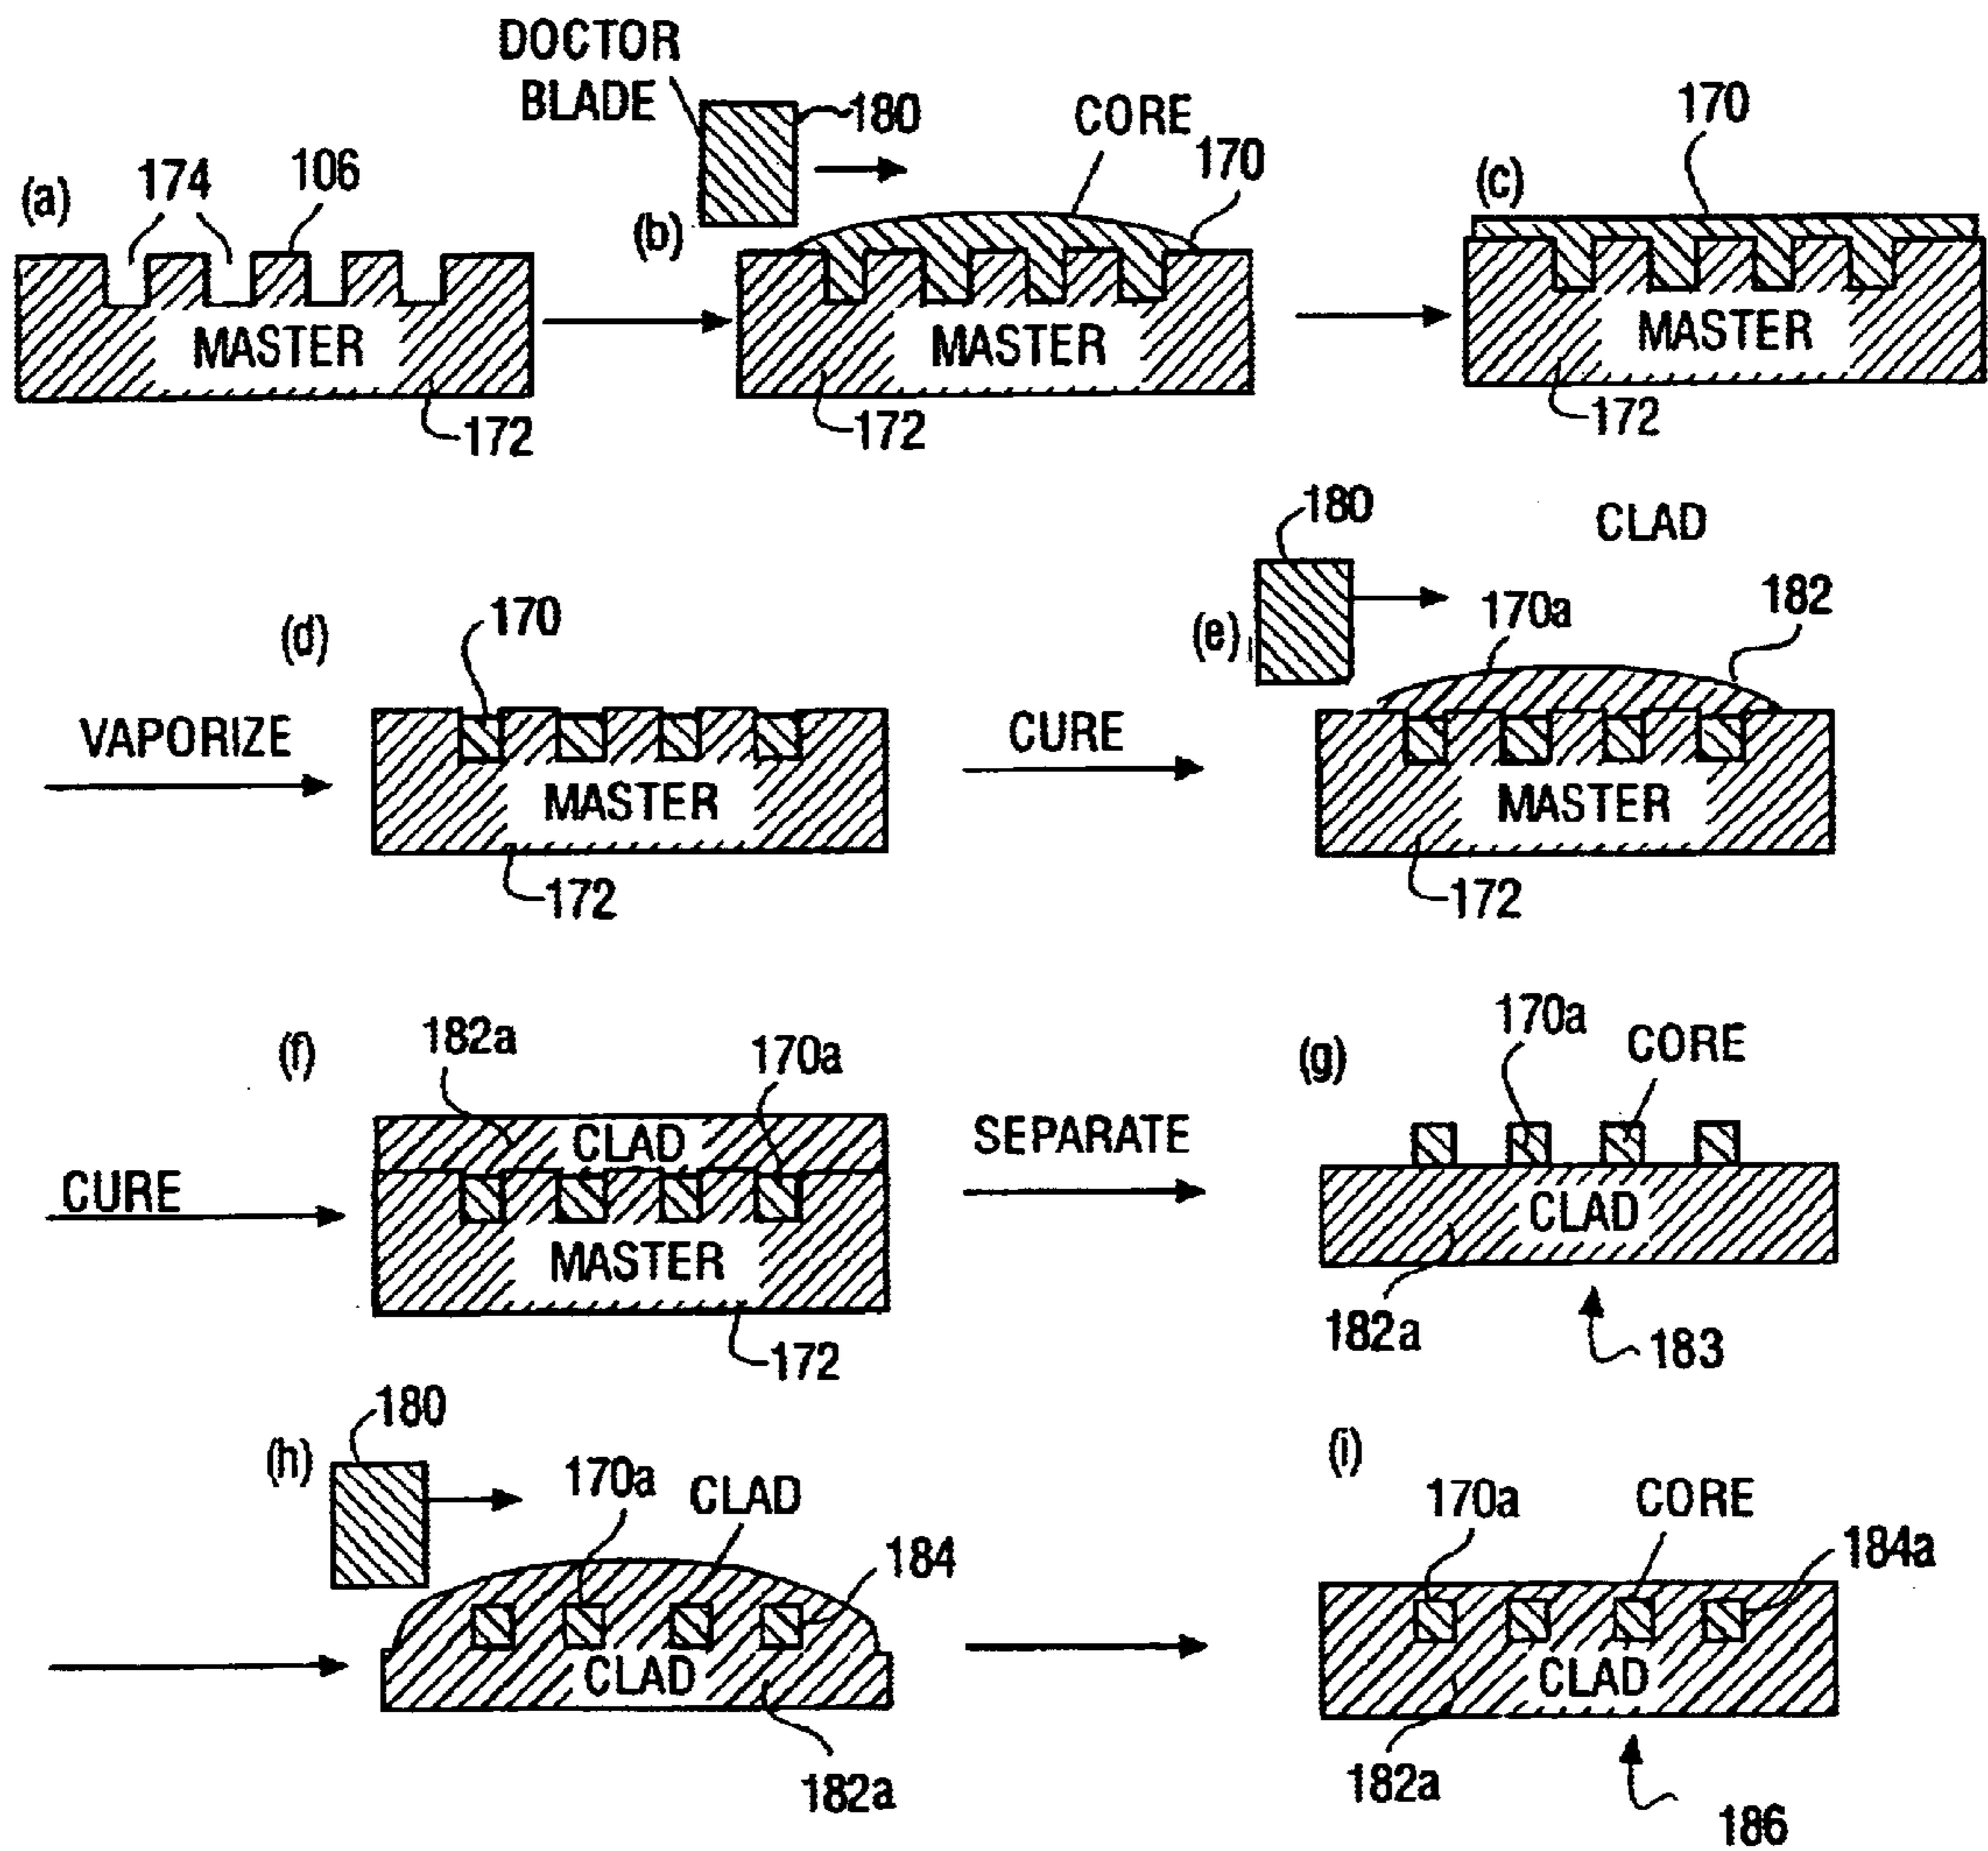 DOCTOR
BLADE
180
CORE
170
(a)
174
106
(b)
(c)
170
MASTER
172
MASTER
172
MASTER
172
180
CLAD
(d)
170
(e)
170a
182
VAPORIZE
MASTER
172
CURE
MASTER
172
(f)
182a
170a
(g)
170a
CORE
CURE
CLAD
MASTER
172
SEPARATE
CLAD
182a
183
180
(h)
170a
CLAD
184
(i)
170a
CORE
184a
CLAD
182a
CLAD
182a
186